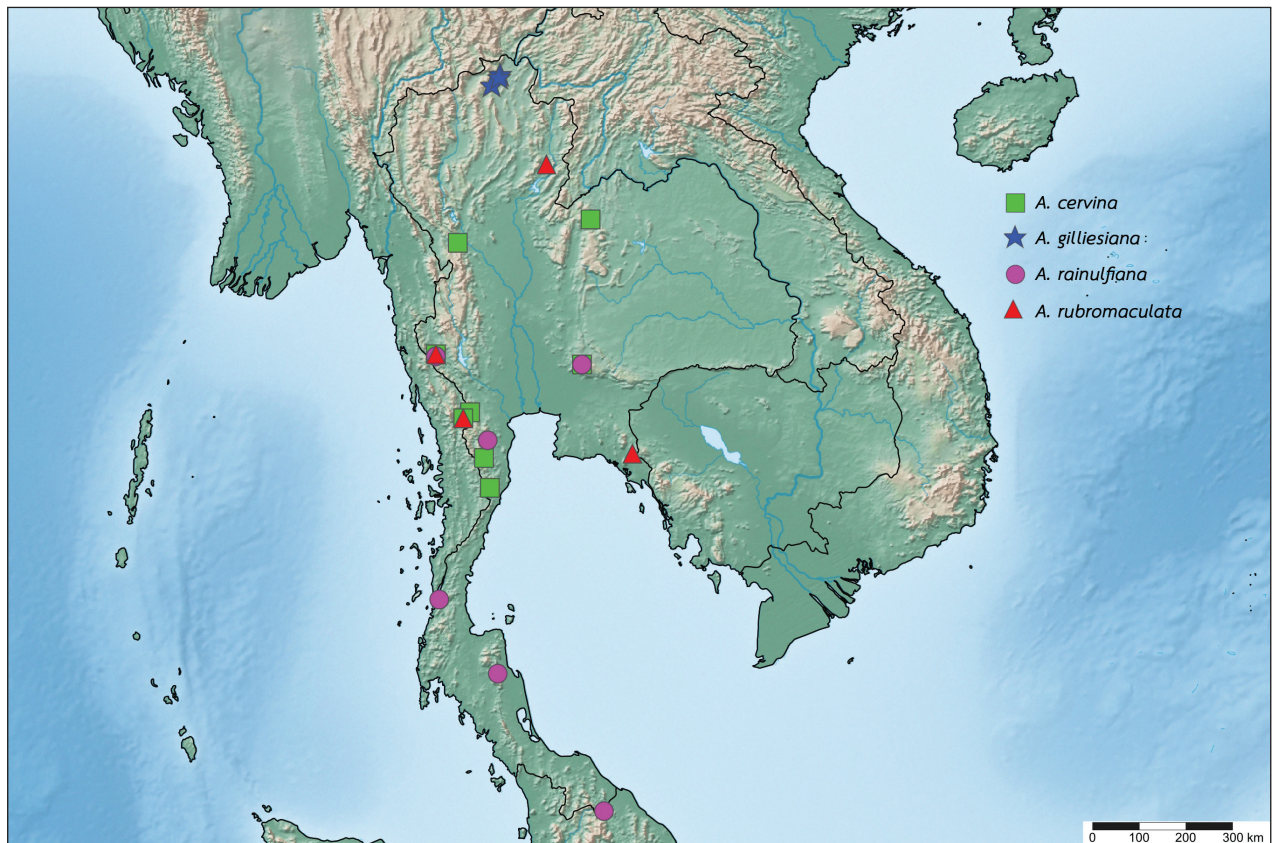 A. cervina
A. gilliesiana :
A. rainulfiana
A. rubromaculata
0 100 200 300 km